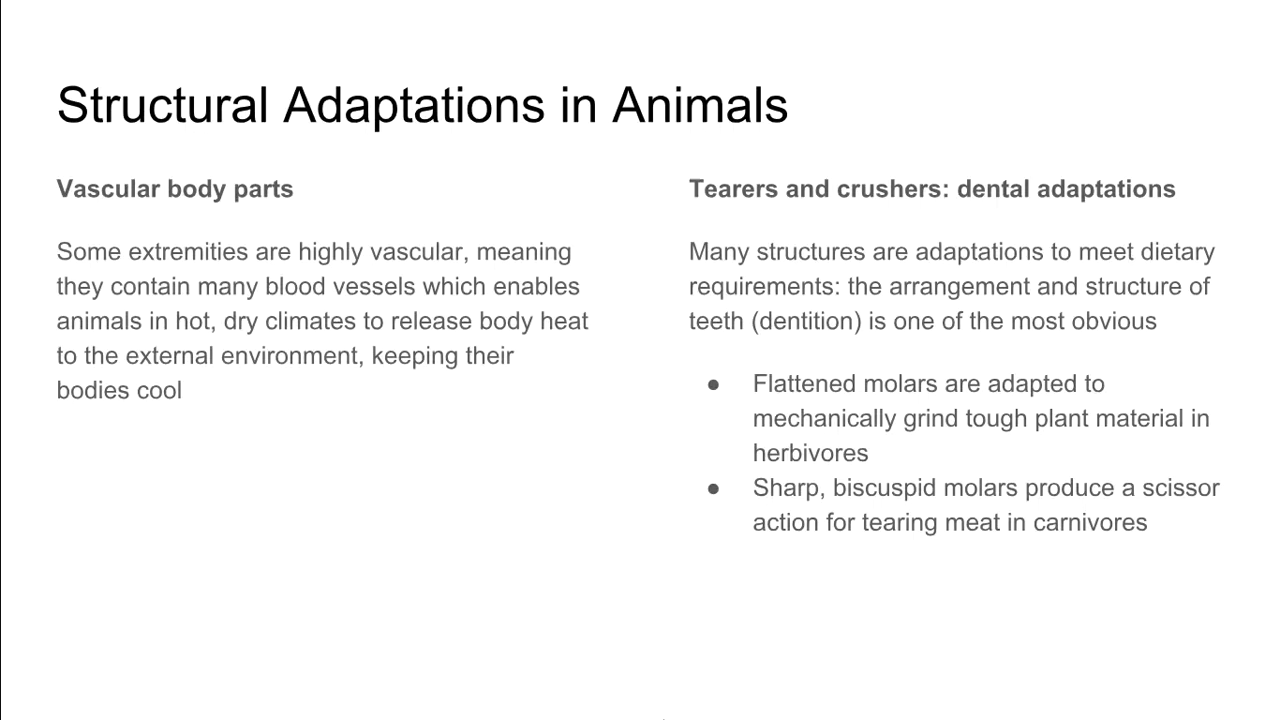 Structural Adaptations in Animals
Vascular body parts
Some extremities are highly vascular, meaning
they contain many blood vessels which enables
animals in hot, dry climates to release body heat
to the external environment, keeping their
bodies cool
Tearers and crushers: dental adaptations
Many structures are adaptations to meet dietary
requirements: the arrangement and structure of
teeth (dentition) is one of the most obvious
● Flattened molars are adapted to
mechanically grind tough plant material in
herbivores
● Sharp, biscuspid molars produce a scissor
action for tearing meat in carnivores